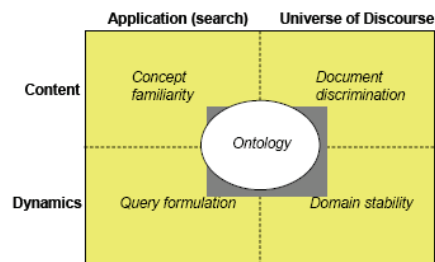 Application (search) Universe of Discourse
Concept familiarity
Document discrimination
Content
Ontology
Dynamics
Query formulation
Domain stability